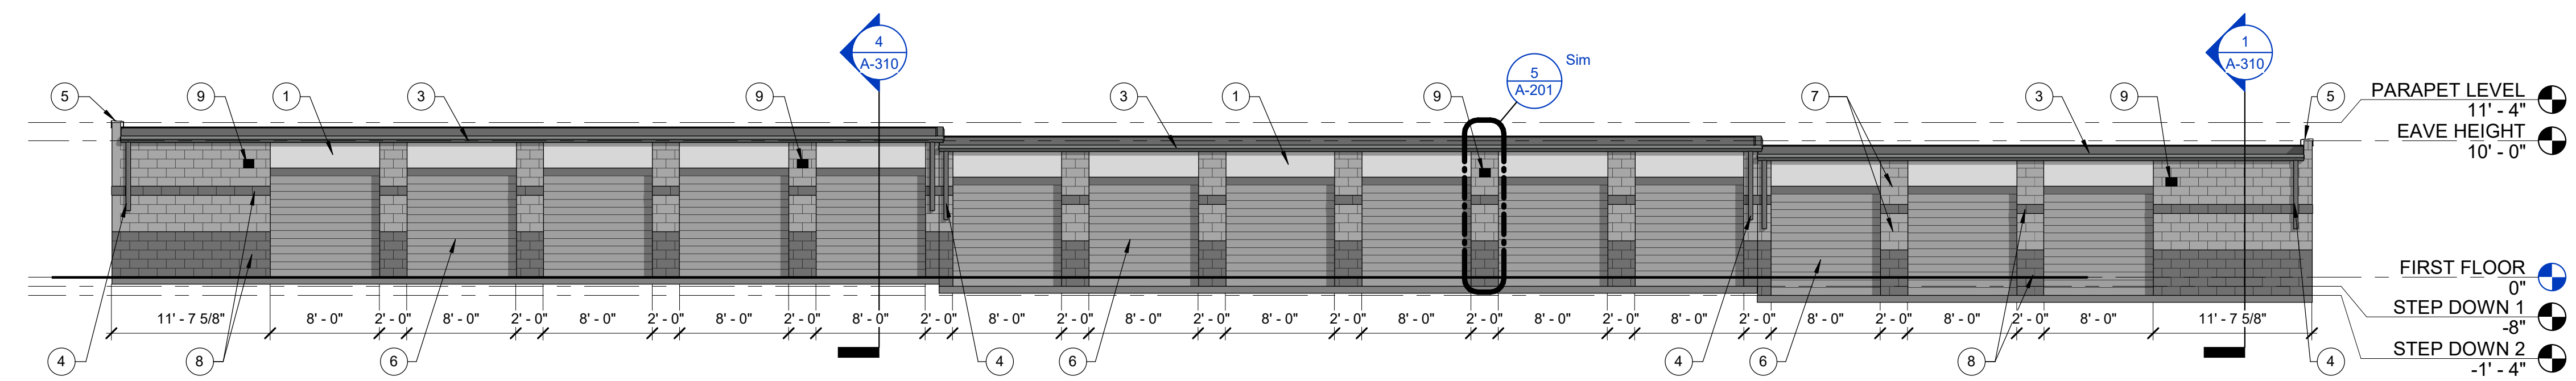 4
A-310
1
A-310
5
A-201
Sim
5
9
1
3
9
3
1
9
7
3
9
5
PARAPET LEVEL
11' - 4"
EAVE HEIGHT
10' - 0"
FIRST FLOOR
0"
STEP DOWN 1
-8"
STEP DOWN 2
-1' - 4"
11' - 7 5/8" 8' - 0" 2' - 0" 8' - 0" 2' - 0" 8' - 0" 2' - 0" 8' - 0" 2' - 0" 8' - 0" 2' - 0" 8' - 0" 2' - 0" 8' - 0" 2' - 0" 8' - 0" 2' - 0" 8' - 0" 2' - 0" 8' - 0" 2' - 0" 8' - 0" 2' - 0" 8' - 0" 2' - 0" 8' - 0" 2' - 0" 8' - 0" 11' - 7 5/8"
4
8
6
4
6
4
6
8
4